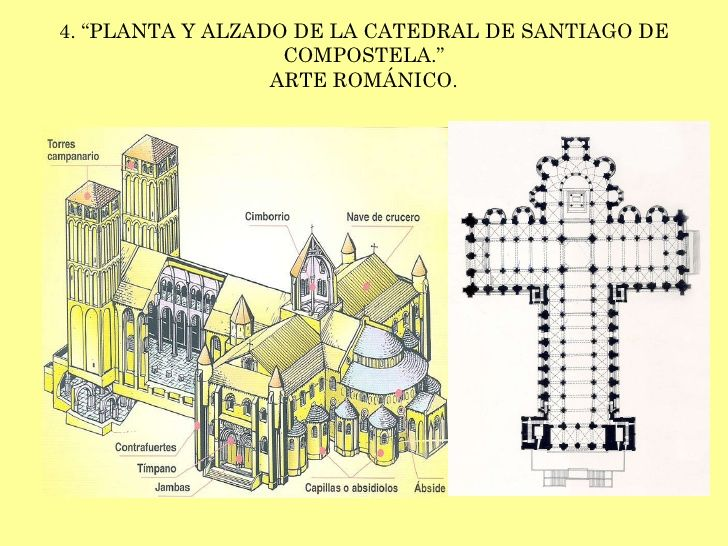 4. “PLANTA Y ALZADO DE LA CATEDRAL DE SANTIAGO DE
COMPOSTELA.”
ARTE ROMÁNICO.
Torres
campanario
Cimborrio
Nave de crucero
Contrafuertes
Tímpano
Jambas
Capillas o absidiolos
Ábside